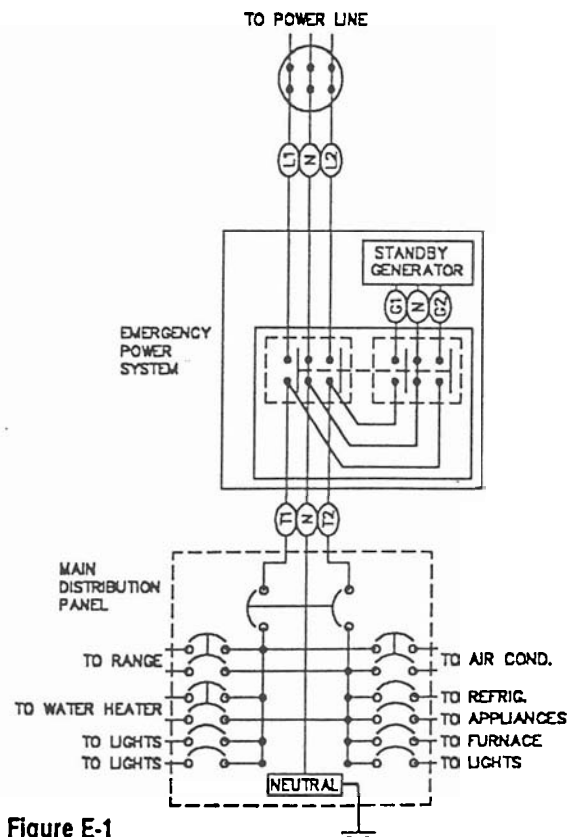 TO POWER LINE
L1 N L2
STANDBY
GENERATOR
G1 N G2
EMERGENCY
POWER
SYSTEM
T1 N T2
MAIN
DISTRIBUTION
PANEL
TO RANGE
TO AIR COND.
TO REFRIG.
TO WATER HEATER
TO APPLIANCES
TO LIGHTS
TO FURNACE
TO LIGHTS
TO LIGHTS
NEUTRAL
Figure E-1